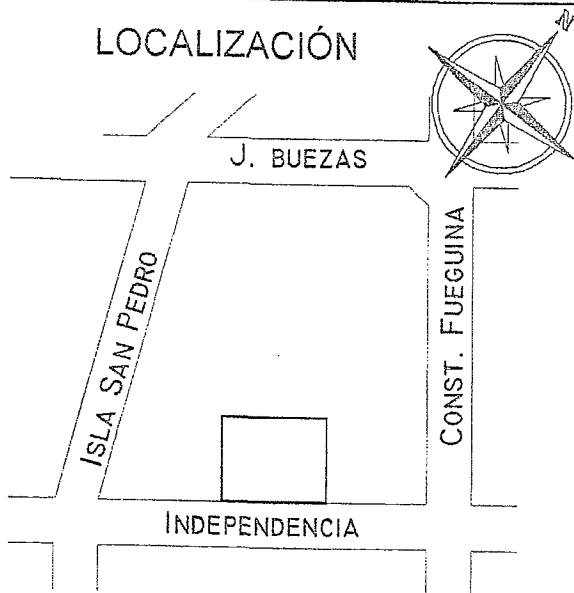 LOCALIZACIÓN
N
J. BUEZAS
ISLA SAN PEDRO
CONST. FUEGUINA
INDEPENDENCIA